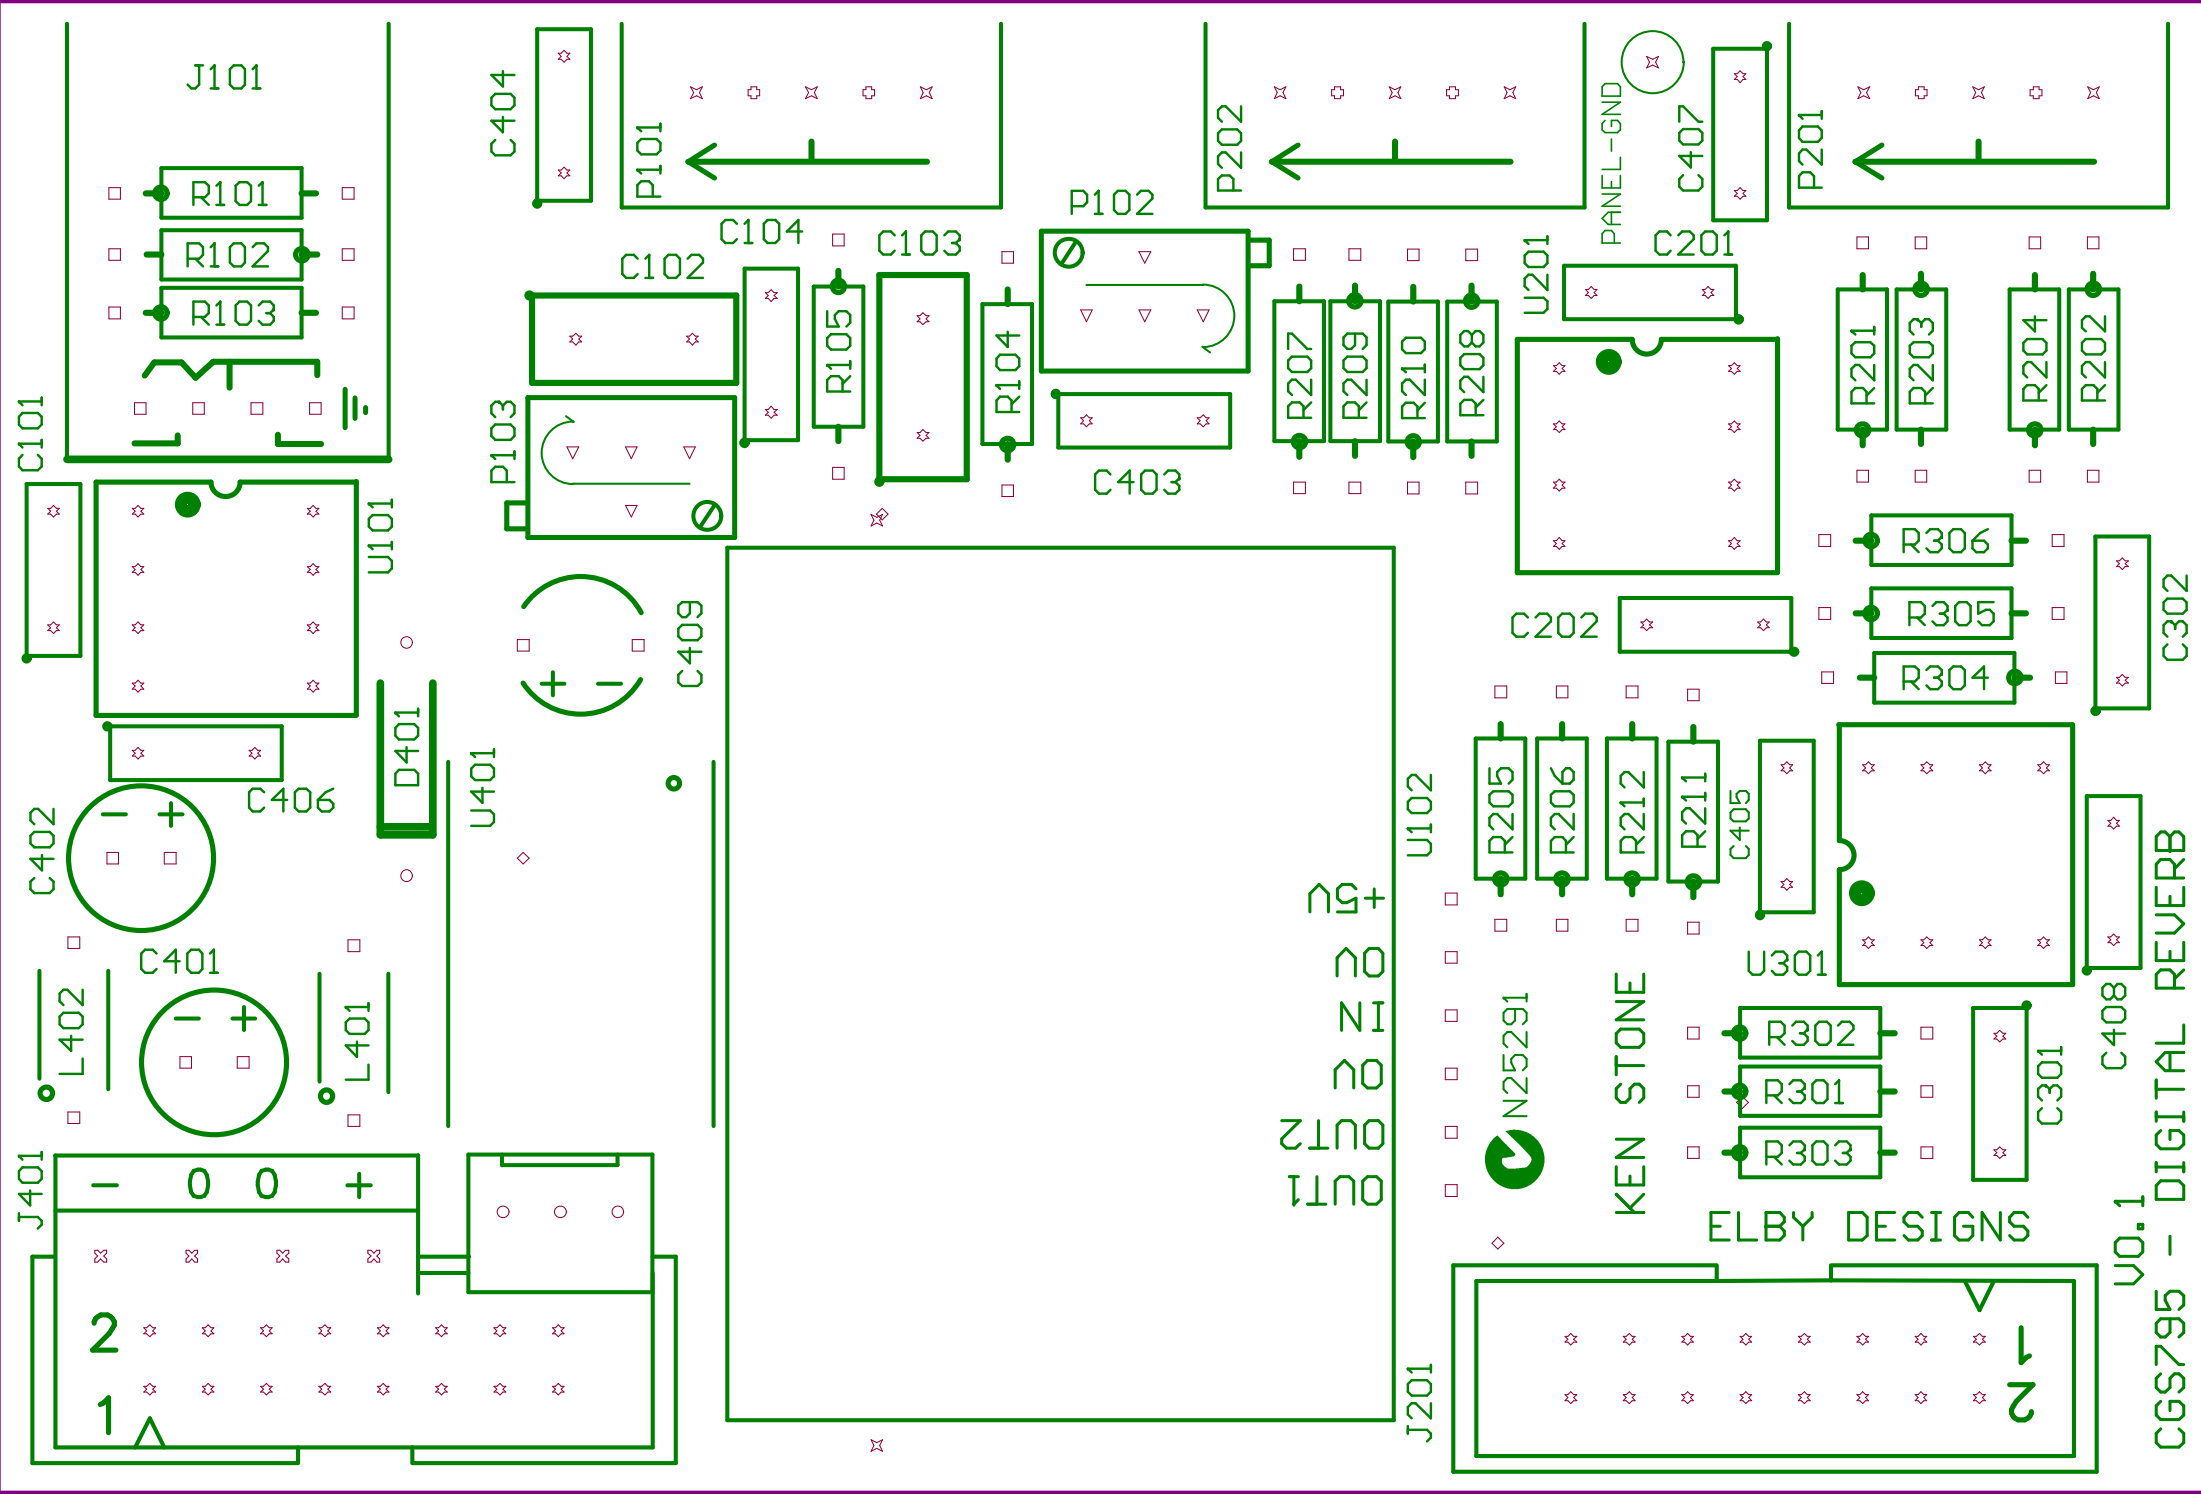 J101
R101
R102
R103
C101
C404
P101
C104
C102
C103
R105
R104
P103
P102
C403
P202
PANEL-GND
C407
P201
C201
U201
R207
R209
R210
R208
R201
R203
R204
R202
U101
C409
R306
R305
R304
C302
C202
D401
C406
U401
C402
C401
L402
L401
U102
R205
R206
R212
R211
C405
U301
C408
+5V
0V
IN
0V
OUT2
OUT1
N25291
KEN STONE
R302
R301
R303
C301
ELBY DESIGNS
V0.1
CGS795 - DIGITAL REVERB
J401
- 0 0 +
2
1
J201
1
2